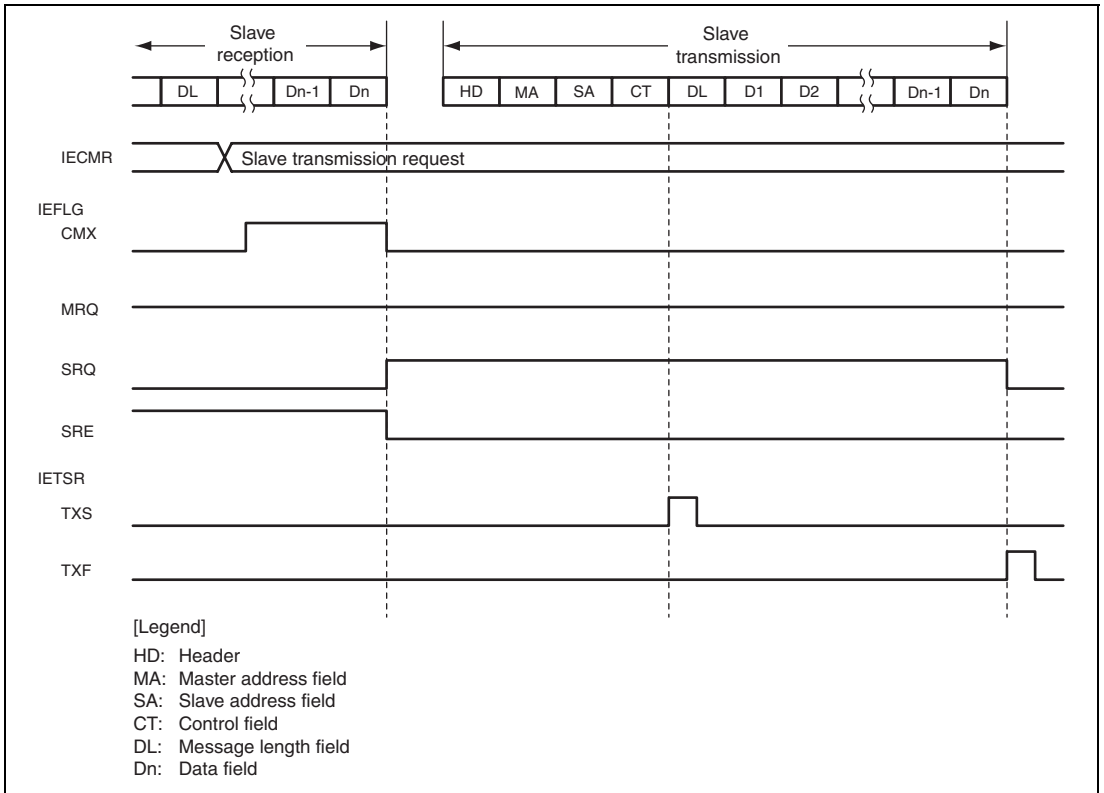 Slave
reception
Slave
transmission
DL Dn-1 Dn HD MA SA CT DL D1 D2 Dn-1 Dn
IECMR Slave transmission request
IEFLG
CMX
MRQ
SRQ
SRE
IETSR
TXS
TXF
[Legend]
HD: Header
MA: Master address field
SA: Slave address field
CT: Control field
DL: Message length field
Dn: Data field